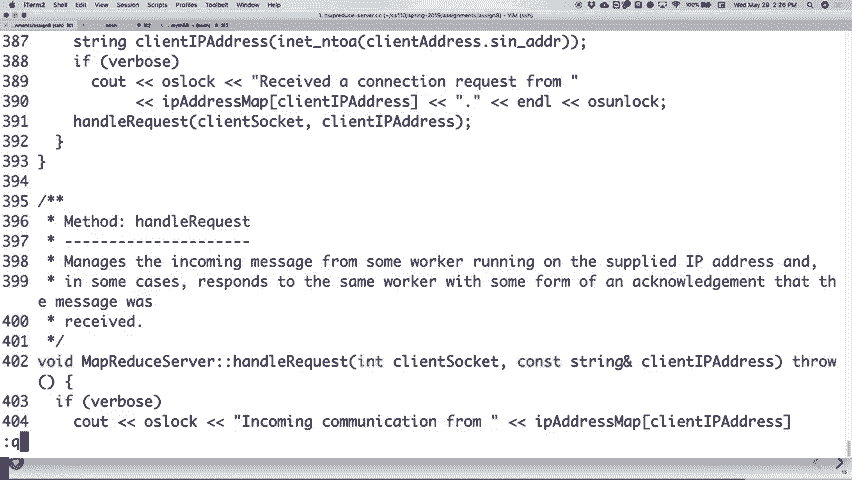 iTerm2 Shell Edit View Session Scripts Profiles Toolbelt Window Help 100% Wed May 29 2:26 PM
1. mapreduce-server.cc (~/cs110/spring-2019/assignments/assign8) - VIM (ssh)
387     string clientIPAddress(inet_ntoa(clientAddress.sin_addr));
388     if (verbose)
389       cout << oslock << "Received a connection request from "
390            << ipAddressMap[clientIPAddress] << "." << endl << osunlock;
391     handleRequest(clientSocket, clientIPAddress);
392   }
393 }
394
395 /**
396  * Method: handleRequest
397  * ---------------------
398  * Manages the incoming message from some worker running on the supplied IP address and,
399  * in some cases, responds to the same worker with some form of an acknowledgement that th
e message was
400  * received.
401  */
402 void MapReduceServer::handleRequest(int clientSocket, const string& clientIPAddress) throw
() {
403   if (verbose)
404     cout << oslock << "Incoming communication from " << ipAddressMap[clientIPAddress]
:q